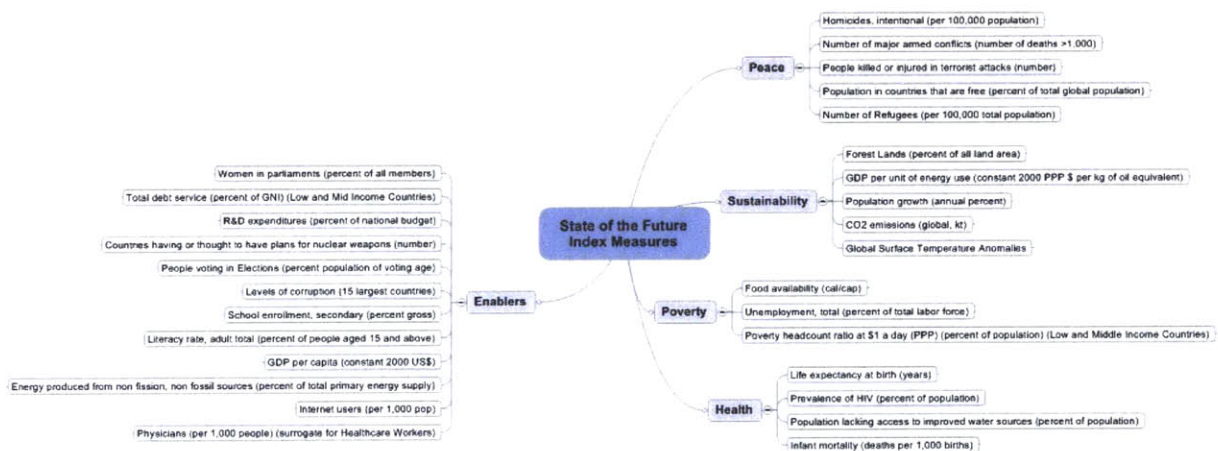 State of the Future
Index Measures
Peace
Homicides, intentional (per 100,000 population)
Number of major armed conflicts (number of deaths >1,000)
People killed or injured in terrorist attacks (number)
Population in countries that are free (percent of total global population)
Number of Refugees (per 100,000 total population)
Sustainability
Forest Lands (percent of all land area)
GDP per unit of energy use (constant 2000 PPP $ per kg of oil equivalent)
Population growth (annual percent)
CO2 emissions (global, kt)
Global Surface Temperature Anomalies
Poverty
Food availability (cal/cap)
Unemployment, total (percent of total labor force)
Poverty headcount ratio at $1 a day (PPP) (percent of population) (Low and Middle Income Countries)
Health
Life expectancy at birth (years)
Prevalence of HIV (percent of population)
Population lacking access to improved water sources (percent of population)
Infant mortality (deaths per 1,000 births)
Enablers
Women in parliaments (percent of all members)
Total debt service (percent of GNI) (Low and Mid Income Countries)
R&D expenditures (percent of national budget)
Countries having or thought to have plans for nuclear weapons (number)
People voting in Elections (percent population of voting age)
Levels of corruption (15 largest countries)
School enrollment, secondary (percent gross)
Literacy rate, adult total (percent of people aged 15 and above)
GDP per capita (constant 2000 US$)
Energy produced from non fission, non fossil sources (percent of total primary energy supply)
Internet users (per 1,000 pop)
Physicians (per 1,000 people) (surrogate for Healthcare Workers)